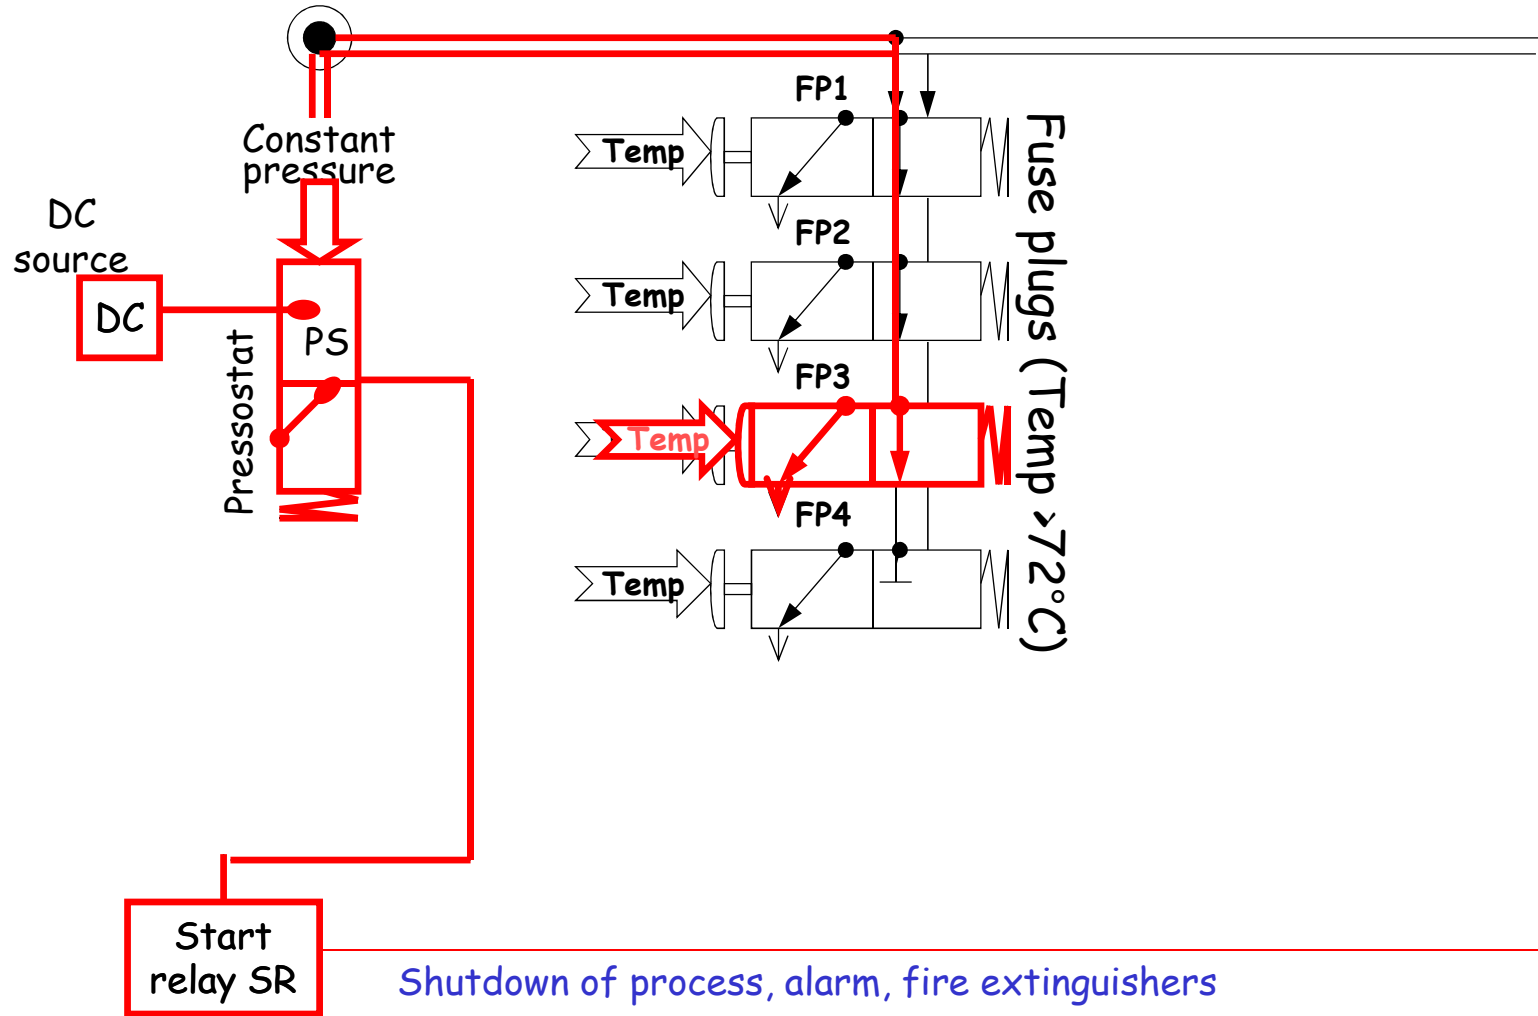 FP1
Temp
Constant
pressure
DC
source
FP2
Temp
DC
PS
Pressostat
FP3
Temp
FP4
Temp
Fuse plugs (Temp >72°C)
Start
relay SR
Shutdown of process, alarm, fire extinguishers